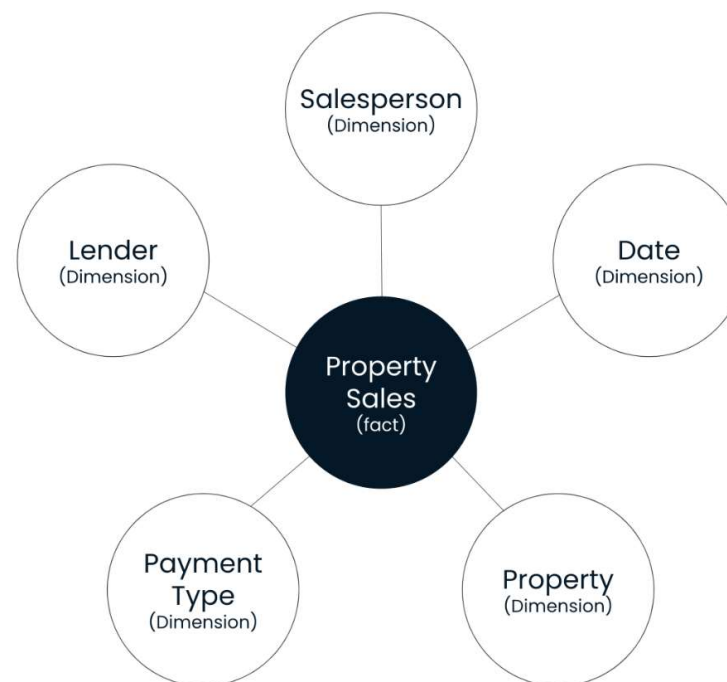 Salesperson
(Dimension)
Lender
(Dimension)
Date
(Dimension)
Property
Sales
(fact)
Payment
Type
(Dimension)
Property
(Dimension)